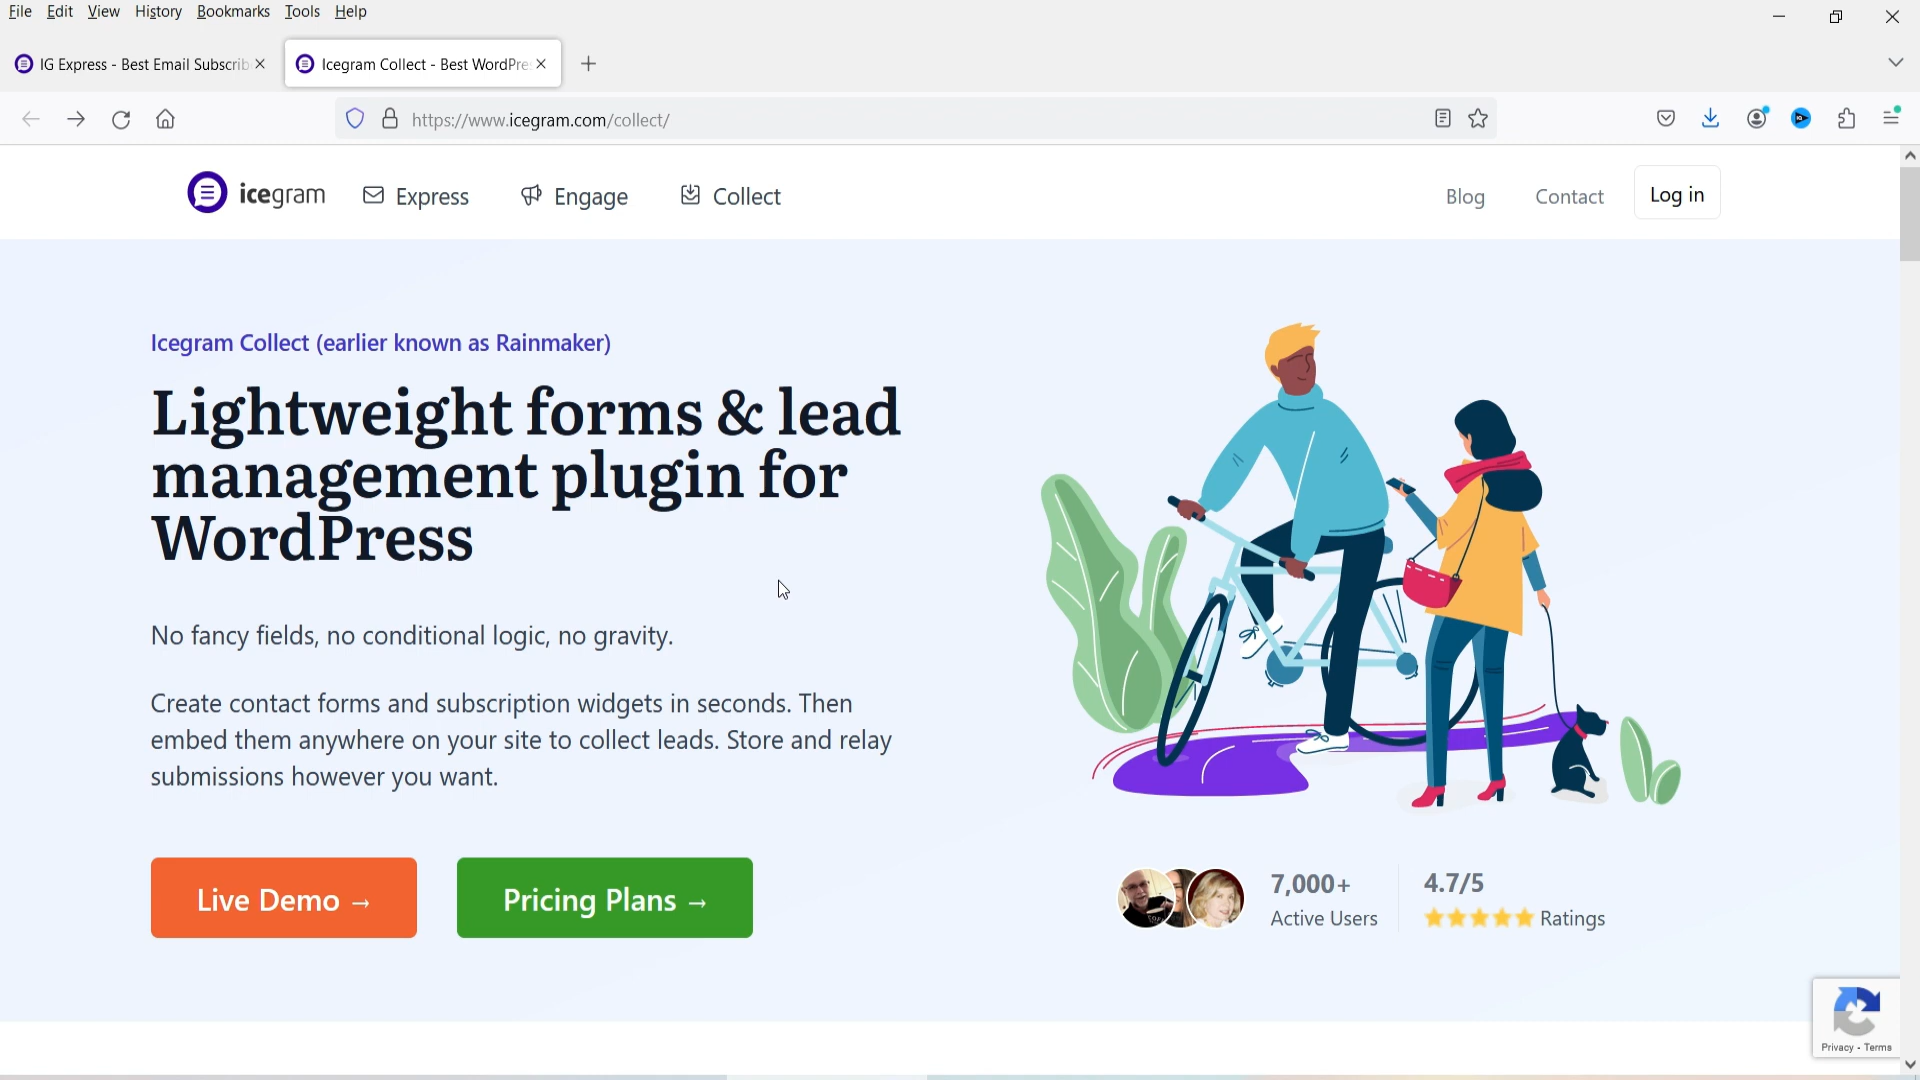 File Edit View History Bookmarks Tools Help
IG Express - Best Email Subscrib
Icegram Collect - Best WordPre
https://www.icegram.com/collect/
icegram
Express
Engage
Collect
Blog
Contact
Log in
Icegram Collect (earlier known as Rainmaker)
Lightweight forms & lead
management plugin for
WordPress
No fancy fields, no conditional logic, no gravity.
Create contact forms and subscription widgets in seconds. Then
embed them anywhere on your site to collect leads. Store and relay
submissions however you want.
Live Demo →
Pricing Plans →
7,000+
Active Users
4.7/5
Ratings
Privacy - Terms